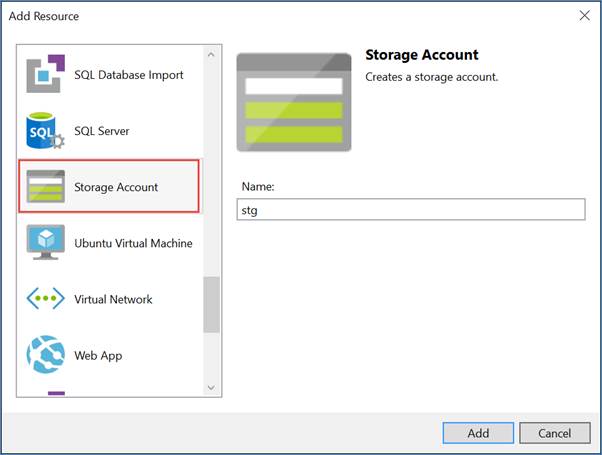 Add Resource
SQL Database Import
SQL
SQL Server
Storage Account
Ubuntu Virtual Machine
Virtual Network
Web App
Storage Account
Creates a storage account.
Name:
stg
Add
Cancel